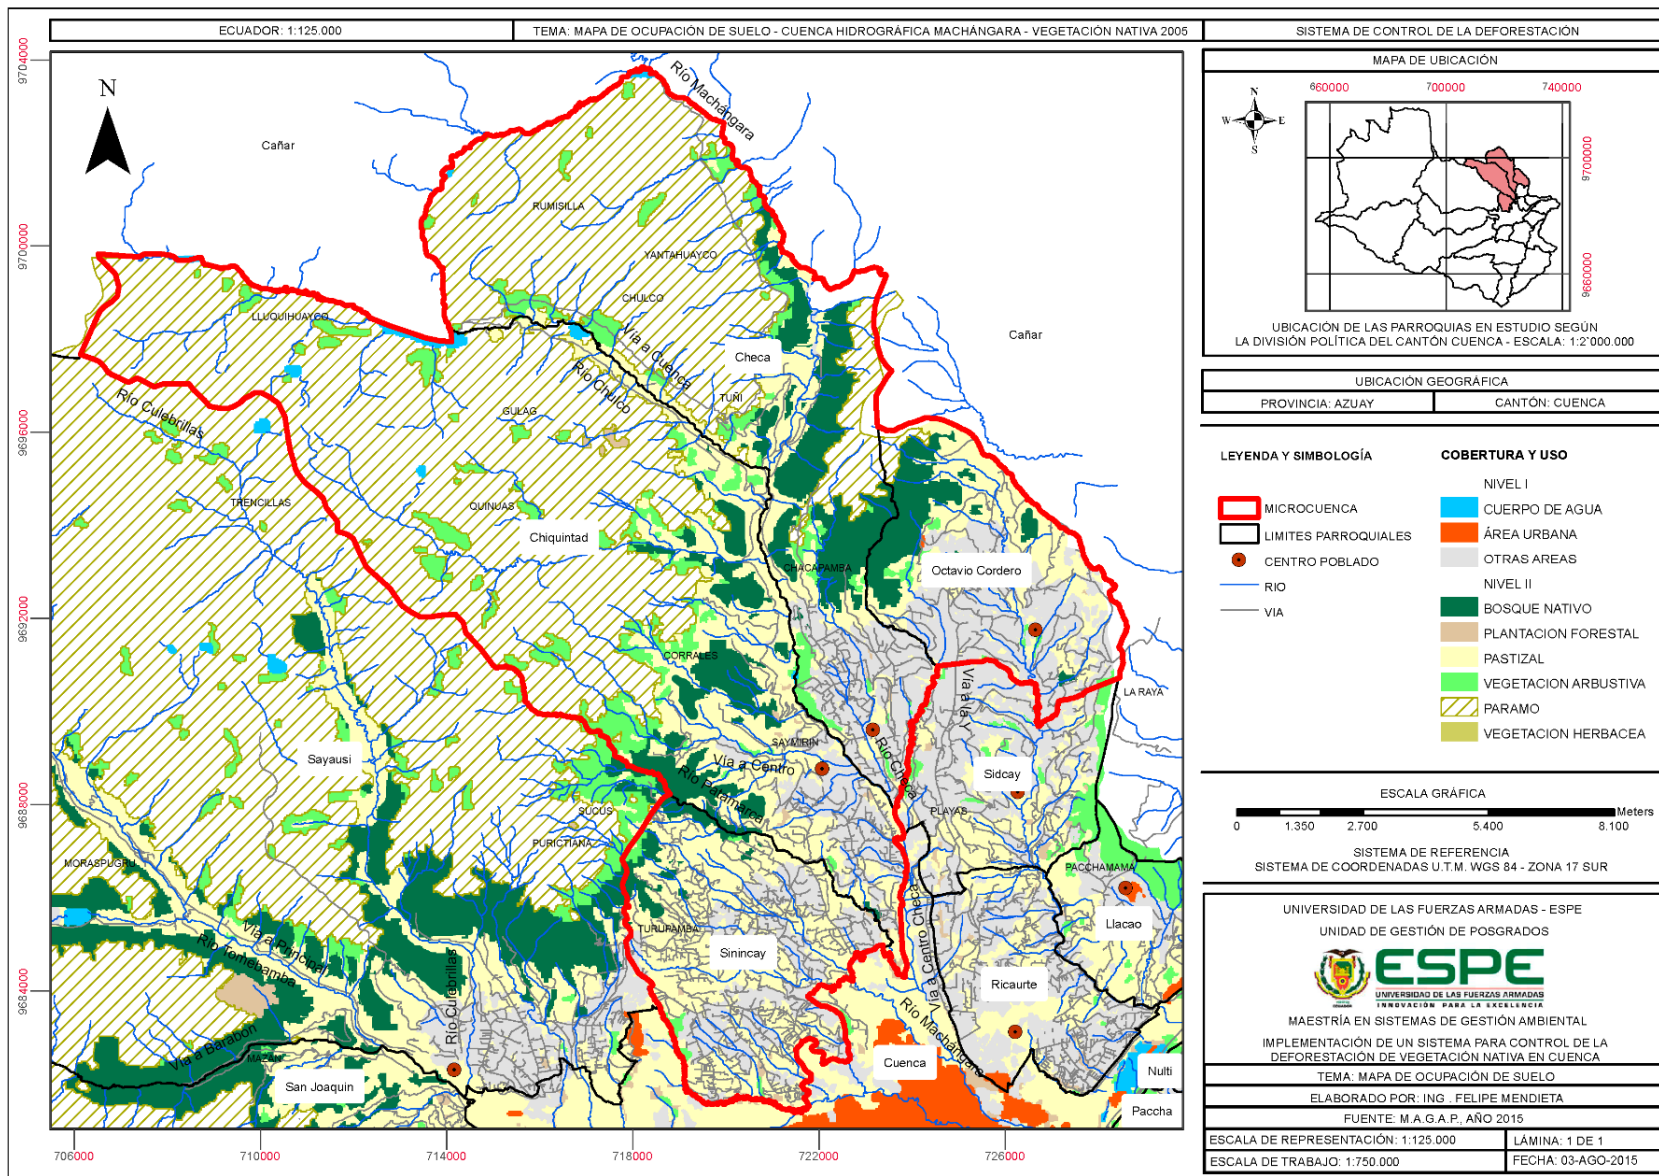 ECUADOR: 1:125.000
TEMA: MAPA DE OCUPACIÓN DE SUELO - CUENCA HIDROGRÁFICA MACHÁNGARA - VEGETACIÓN NATIVA 2005
SISTEMA DE CONTROL DE LA DEFORESTACIÓN
MAPA DE UBICACIÓN
660000
700000
740000
N
W
E
S
9700000
9660000
UBICACIÓN DE LAS PARROQUIAS EN ESTUDIO SEGÚN
LA DIVISIÓN POLÍTICA DEL CANTÓN CUENCA - ESCALA: 1:2`000.000
UBICACIÓN GEOGRÁFICA
PROVINCIA: AZUAY
CANTÓN: CUENCA
LEYENDA Y SIMBOLOGÍA
MICROCUENCA
LIMITES PARROQUIALES
CENTRO POBLADO
RIO
VIA
COBERTURA Y USO
NIVEL I
CUERPO DE AGUA
ÁREA URBANA
OTRAS AREAS
NIVEL II
BOSQUE NATIVO
PLANTACION FORESTAL
PASTIZAL
VEGETACION ARBUSTIVA
PARAMO
VEGETACION HERBACEA
ESCALA GRÁFICA
Meters
0
1.350
2.700
5.400
8.100
SISTEMA DE REFERENCIA
SISTEMA DE COORDENADAS U.T.M. WGS 84 - ZONA 17 SUR
UNIVERSIDAD DE LAS FUERZAS ARMADAS - ESPE
UNIDAD DE GESTIÓN DE POSGRADOS
ESPE
UNIVERSIDAD DE LAS FUERZAS ARMADAS
INNOVACIÓN PARA LA EXCELENCIA
MAESTRÍA EN SISTEMAS DE GESTIÓN AMBIENTAL
IMPLEMENTACIÓN DE UN SISTEMA PARA CONTROL DE LA
DEFORESTACIÓN DE VEGETACIÓN NATIVA EN CUENCA
TEMA: MAPA DE OCUPACIÓN DE SUELO
ELABORADO POR: ING . FELIPE MENDIETA
FUENTE: M.A.G.A.P., AÑO 2015
ESCALA DE REPRESENTACIÓN: 1:125.000
LÁMINA: 1 DE 1
ESCALA DE TRABAJO: 1:750.000
FECHA: 03-AGO-2015
9704000
9700000
9696000
9692000
9688000
9684000
706000
710000
714000
718000
722000
726000
N
Cañar
Río Machángara
RUMISILLA
YANTAHUAYCO
CHULCO
LLUQUIHUAYCO
Vía a Cuenca
Checa
Cañar
Río Chulco
TUÑI
Río Culebrillas
GULAG
TRENCILLAS
QUINUAS
Chiquintad
CHACAPAMBA
Octavio Cordero
CORRALES
Vía a V
LA RAYA
Sayausi
SAYMIRIN
Vía a Centro
Río Checa
Sidcay
Río Patamarca
SUCUS
PLAYAS
PURICTIANA
MORASPUGRU
PACCHAMAMA
Llacao
Vía a Principal
Río Tomebamba
Río Culebrillas
TURUPAMBA
Sinincay
Vía a Centro Checa
Ricaurte
Río Machángara
Vía a Barabón
MAZAN
San Joaquin
Cuenca
Nulti
Paccha